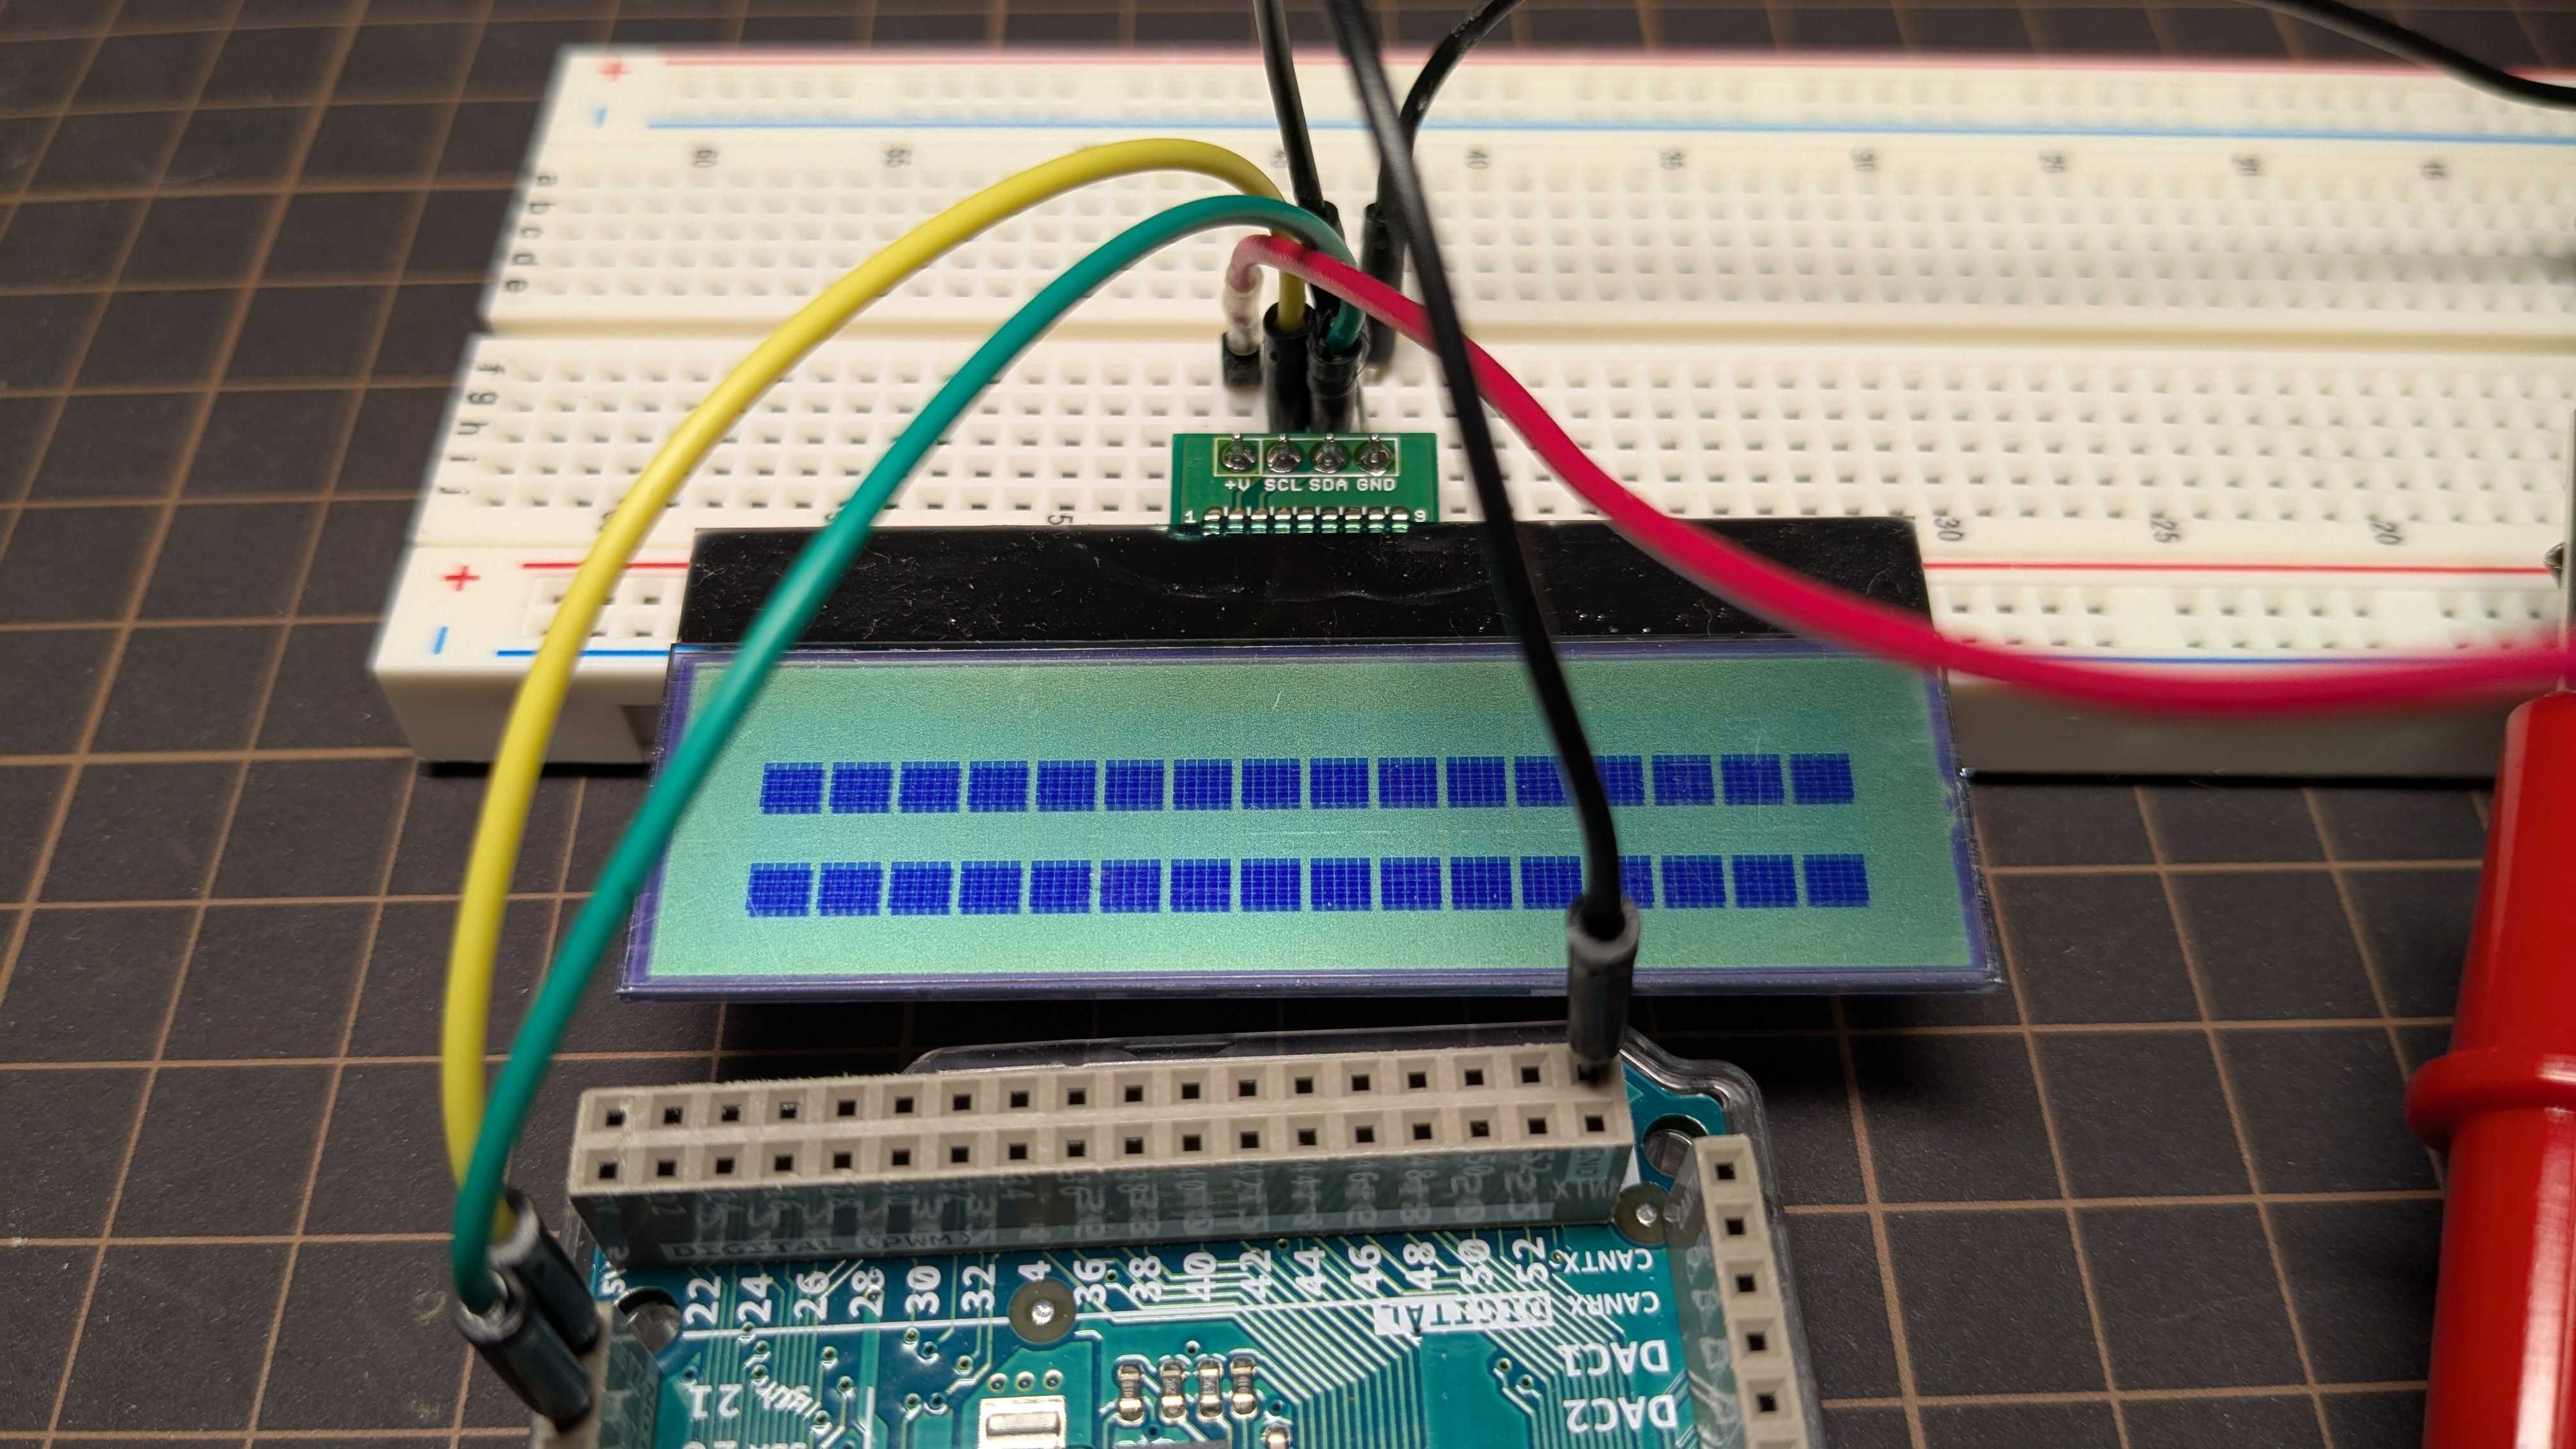 +
-
60 55 45 40 35 30 25 20 15
a
b
c
d
e
f
g
h
i
j
+V SCL SDA GND
1 9
30 25 20
+
-
DIGITAL (PWM)
22 24 26 28 30 32 34 36 38 40 42 44 46 48 50 52
CANTX
CANRX
DIGITAL
DAC1
DAC2
21